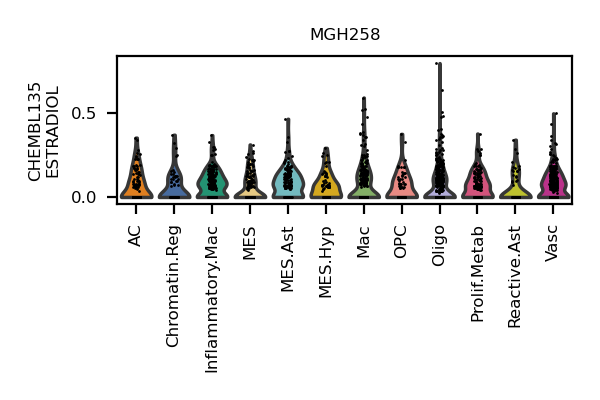 MGH258
CHEMBL135
ESTRADIOL
0.5
0.0
AC
Chromatin.Reg
Inflammatory.Mac
MES
MES.Ast
MES.Hyp
Mac
OPC
Oligo
Prolif.Metab
Reactive.Ast
Vasc